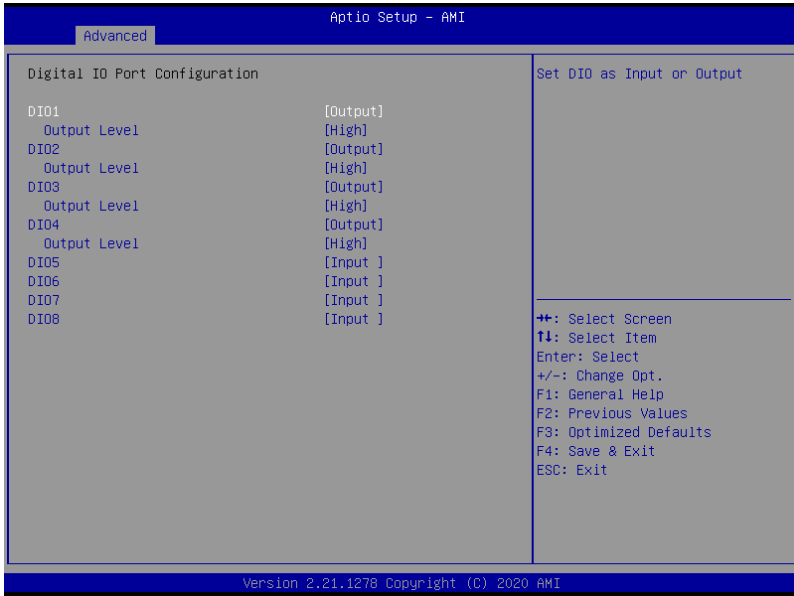 Aptio Setup – AMI
Advanced
Digital IO Port Configuration
DIO1 [Output]
Output Level [High]
DIO2 [Output]
Output Level [High]
DIO3 [Output]
Output Level [High]
DIO4 [Output]
Output Level [High]
DIO5 [Input ]
DIO6 [Input ]
DIO7 [Input ]
DIO8 [Input ]
Set DIO as Input or Output
→←: Select Screen
↑↓: Select Item
Enter: Select
+/-: Change Opt.
F1: General Help
F2: Previous Values
F3: Optimized Defaults
F4: Save & Exit
ESC: Exit
Version 2.21.1278 Copyright (C) 2020 AMI